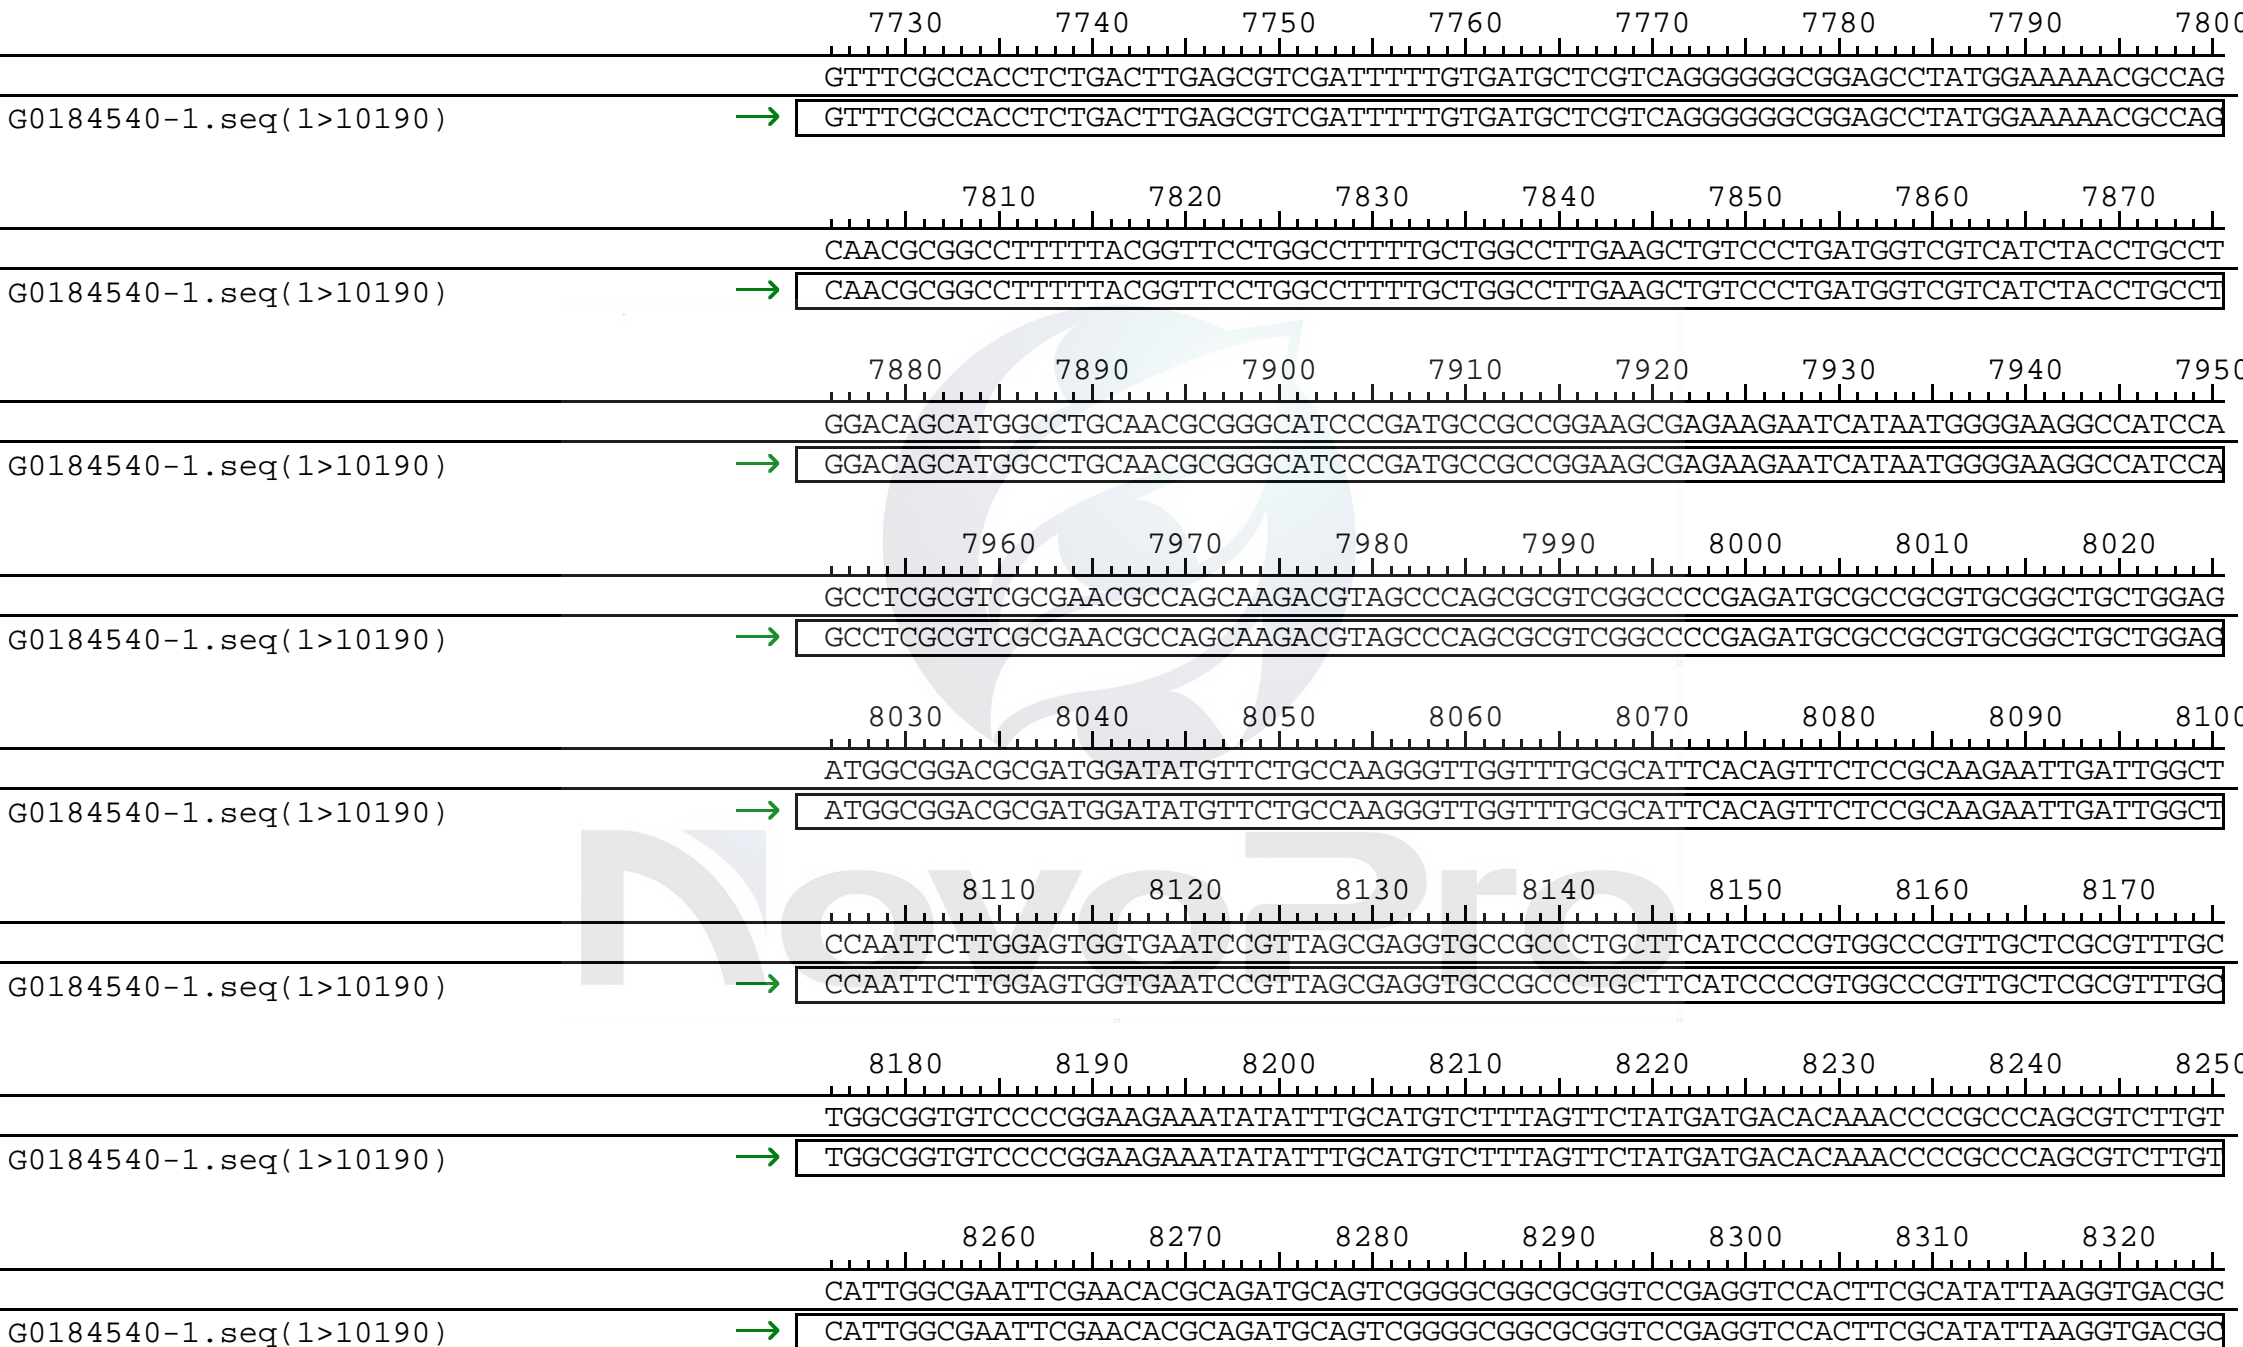 7730 7740 7750 7760 7770 7780 7790 7800
GTTTCGCCACCTCTGACTTGAGCGTCGATTTTTGTGATGCTCGTCAGGGGGGCGGAGCCTATGGAAAAACGCCAG
G0184540-1.seq(1>10190) → GTTTCGCCACCTCTGACTTGAGCGTCGATTTTTGTGATGCTCGTCAGGGGGGCGGAGCCTATGGAAAAACGCCAG
7810 7820 7830 7840 7850 7860 7870
CAACGCGGCCTTTTTACGGTTCCTGGCCTTTTGCTGGCCTTGAAGCTGTCCCTGATGGTCGTCATCTACCTGCCT
G0184540-1.seq(1>10190) → CAACGCGGCCTTTTTACGGTTCCTGGCCTTTTGCTGGCCTTGAAGCTGTCCCTGATGGTCGTCATCTACCTGCCT
7880 7890 7900 7910 7920 7930 7940 7950
GGACAGCATGGCCTGCAACGCGGGCATCCCGATGCCGCCGGAAGCGAGAAGAATCATAATGGGGAAGGCCATCCA
G0184540-1.seq(1>10190) → GGACAGCATGGCCTGCAACGCGGGCATCCCGATGCCGCCGGAAGCGAGAAGAATCATAATGGGGAAGGCCATCCA
7960 7970 7980 7990 8000 8010 8020
GCCTCGCGTCGCGAACGCCAGCAAGACGTAGCCCAGCGCGTCGGCCCCGAGATGCGCCGCGTGCGGCTGCTGGAG
G0184540-1.seq(1>10190) → GCCTCGCGTCGCGAACGCCAGCAAGACGTAGCCCAGCGCGTCGGCCCCGAGATGCGCCGCGTGCGGCTGCTGGAG
8030 8040 8050 8060 8070 8080 8090 8100
ATGGCGGACGCGATGGATATGTTCTGCCAAGGGTTGGTTTGCGCATTCACAGTTCTCCGCAAGAATTGATTGGCT
G0184540-1.seq(1>10190) → ATGGCGGACGCGATGGATATGTTCTGCCAAGGGTTGGTTTGCGCATTCACAGTTCTCCGCAAGAATTGATTGGCT
8110 8120 8130 8140 8150 8160 8170
CCAATTCTTGGAGTGGTGAATCCGTTAGCGAGGTGCCGCCCTGCTTCATCCCCGTGGCCCGTTGCTCGCGTTTGC
G0184540-1.seq(1>10190) → CCAATTCTTGGAGTGGTGAATCCGTTAGCGAGGTGCCGCCCTGCTTCATCCCCGTGGCCCGTTGCTCGCGTTTGC
NovoPro
8180 8190 8200 8210 8220 8230 8240 8250
TGGCGGTGTCCCCGGAAGAAATATATTTGCATGTCTTTAGTTCTATGATGACACAAACCCCGCCCAGCGTCTTGT
G0184540-1.seq(1>10190) → TGGCGGTGTCCCCGGAAGAAATATATTTGCATGTCTTTAGTTCTATGATGACACAAACCCCGCCCAGCGTCTTGT
8260 8270 8280 8290 8300 8310 8320
CATTGGCGAATTCGAACACGCAGATGCAGTCGGGGCGGCGCGGTCCGAGGTCCACTTCGCATATTAAGGTGACGC
G0184540-1.seq(1>10190) → CATTGGCGAATTCGAACACGCAGATGCAGTCGGGGCGGCGCGGTCCGAGGTCCACTTCGCATATTAAGGTGACGC